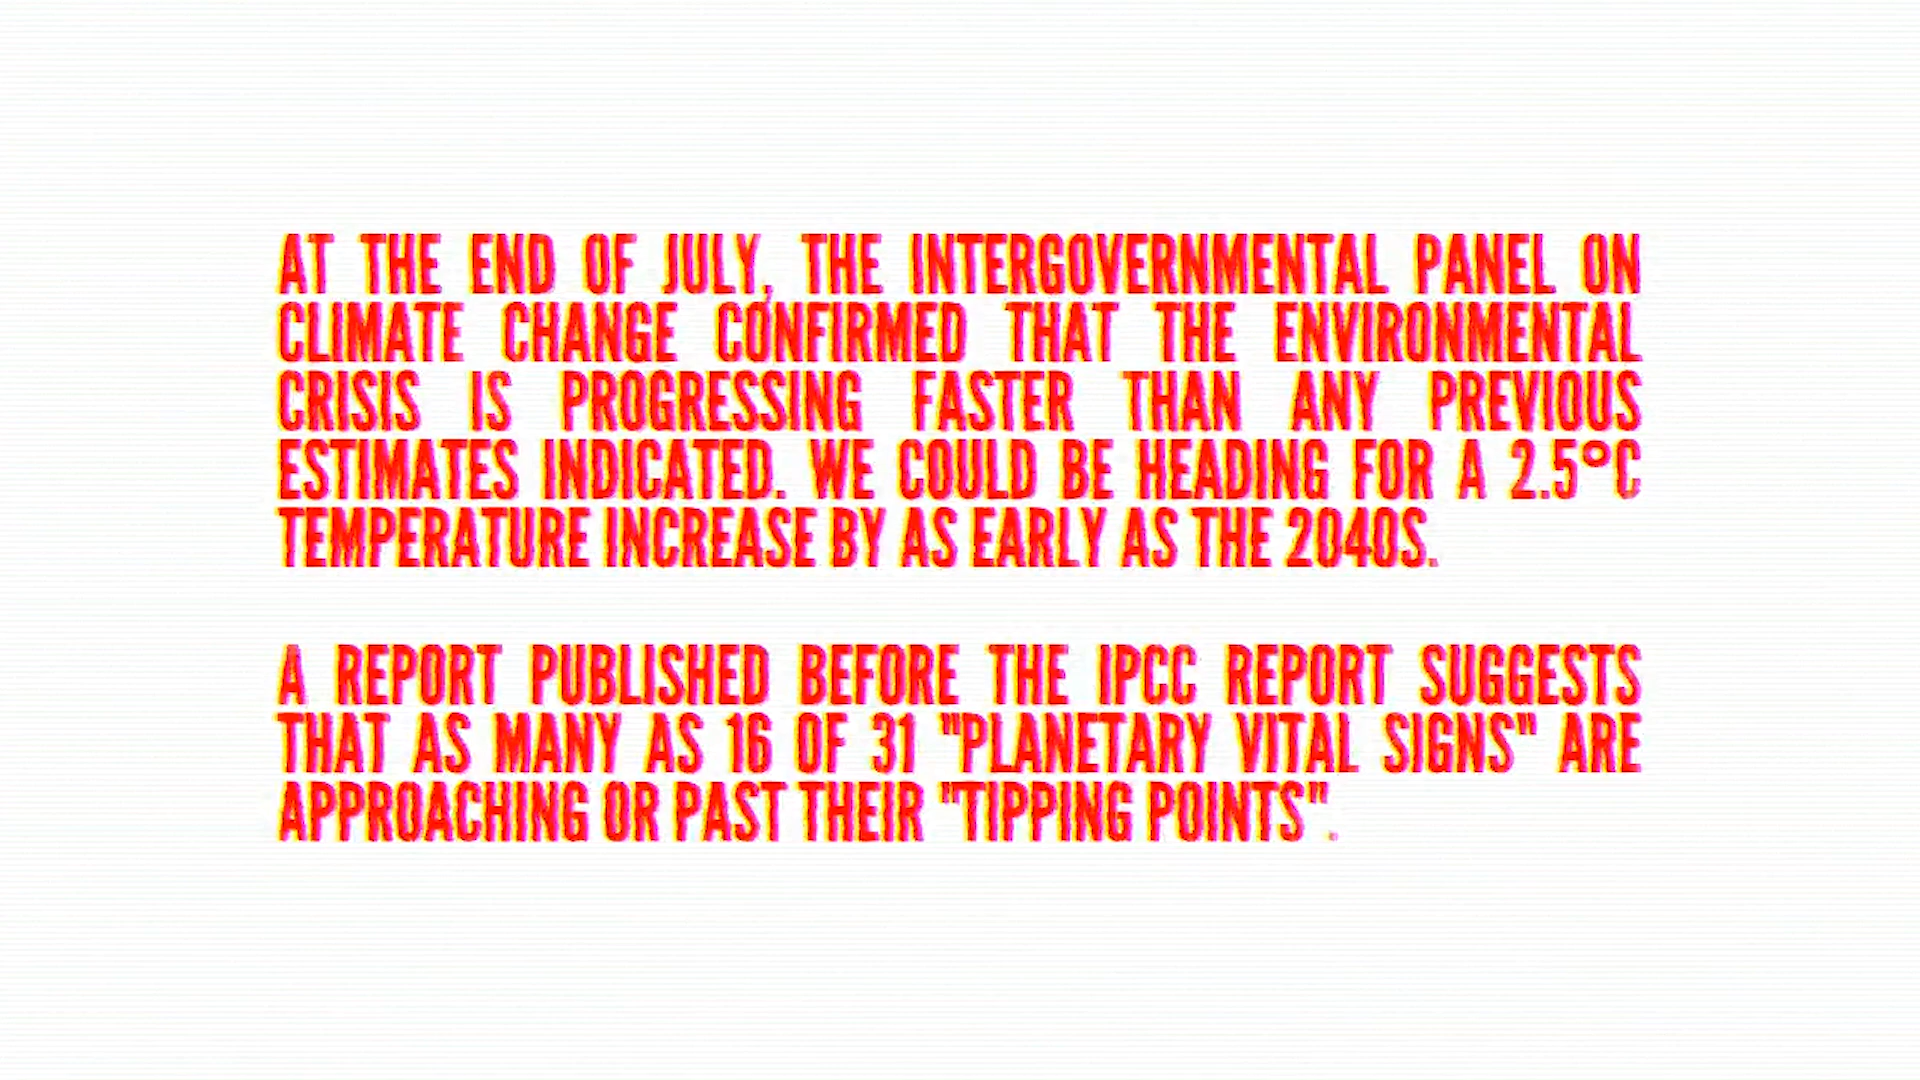 AT THE END OF JULY, THE INTERGOVERNMENTAL PANEL ON
CLIMATE CHANGE CONFIRMED THAT THE ENVIRONMENTAL
CRISIS IS PROGRESSING FASTER THAN ANY PREVIOUS
ESTIMATES INDICATED. WE COULD BE HEADING FOR A 2.5°C
TEMPERATURE INCREASE BY AS EARLY AS THE 2040S.
A REPORT PUBLISHED BEFORE THE IPCC REPORT SUGGESTS
THAT AS MANY AS 16 OF 31 "PLANETARY VITAL SIGNS" ARE
APPROACHING OR PAST THEIR "TIPPING POINTS".